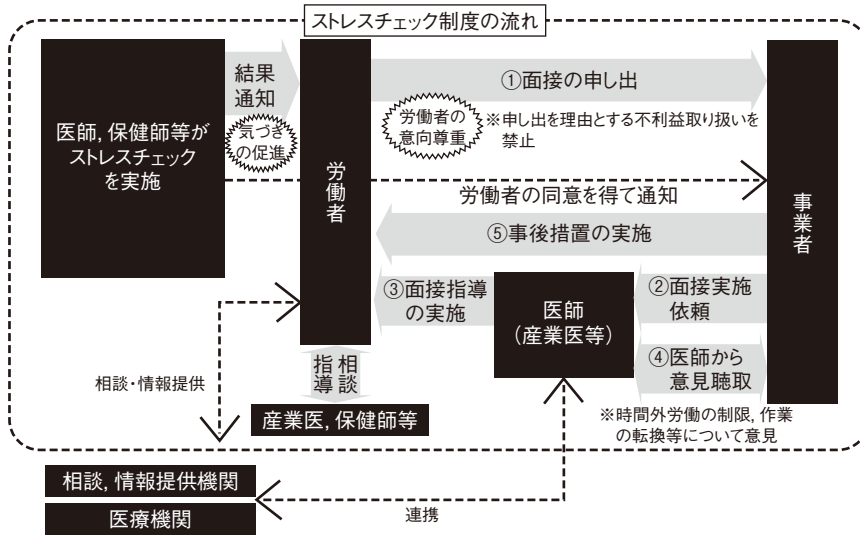 ストレスチェック制度の流れ
医師，保健師等が
ストレスチェック
を実施
結果
通知
気づき
の促進
労働者
①面接の申し出
労働者の
意向尊重
※申し出を理由とする不利益取り扱いを
禁止
労働者の同意を得て通知
⑤事後措置の実施
事業者
③面接指導
の実施
医師
（産業医等）
②面接実施
依頼
④医師から
意見聴取
※時間外労働の制限，作業
の転換等について意見
相談・情報提供
相談
指導
産業医，保健師等
相談，情報提供機関
医療機関
連携